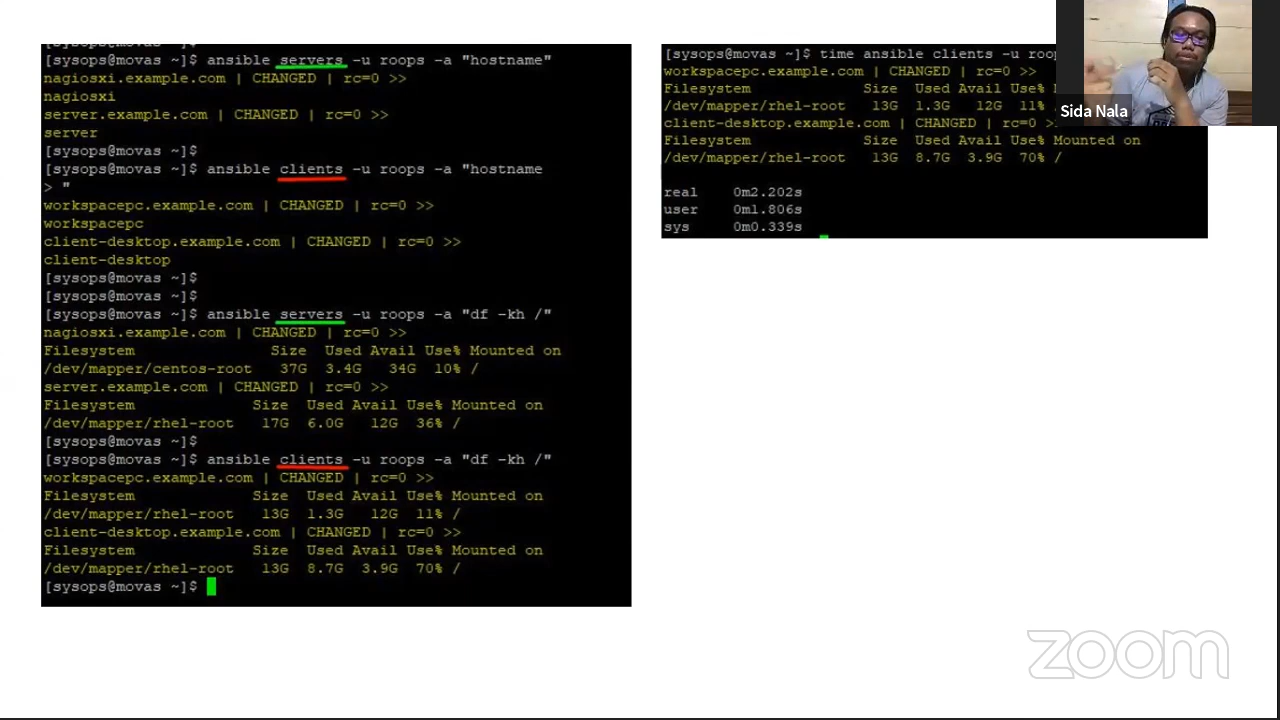 [sysops@movas ~]$
[sysops@movas ~]$ ansible servers -u roops -a "hostname"
nagiosxi.example.com | CHANGED | rc=0 >>
nagiosxi
server.example.com | CHANGED | rc=0 >>
server
[sysops@movas ~]$
[sysops@movas ~]$ ansible clients -u roops -a "hostname
> "
workspacepc.example.com | CHANGED | rc=0 >>
workspacepc
client-desktop.example.com | CHANGED | rc=0 >>
client-desktop
[sysops@movas ~]$
[sysops@movas ~]$
[sysops@movas ~]$ ansible servers -u roops -a "df -kh /"
nagiosxi.example.com | CHANGED | rc=0 >>
Filesystem Size Used Avail Use% Mounted on
/dev/mapper/centos-root 37G 3.4G 34G 10% /
server.example.com | CHANGED | rc=0 >>
Filesystem Size Used Avail Use% Mounted on
/dev/mapper/rhel-root 17G 6.0G 12G 36% /
[sysops@movas ~]$
[sysops@movas ~]$ ansible clients -u roops -a "df -kh /"
workspacepc.example.com | CHANGED | rc=0 >>
Filesystem Size Used Avail Use% Mounted on
/dev/mapper/rhel-root 13G 1.3G 12G 11% /
client-desktop.example.com | CHANGED | rc=0 >>
Filesystem Size Used Avail Use% Mounted on
/dev/mapper/rhel-root 13G 8.7G 3.9G 70% /
[sysops@movas ~]$
[sysops@movas ~]$ time ansible clients -u roop
workspacepc.example.com | CHANGED | rc=0 >>
Filesystem Size Used Avail Use%
/dev/mapper/rhel-root 13G 1.3G 12G 11%
client-desktop.example.com | CHANGED | rc=0 >
Filesystem Size Used Avail Use% Mounted on
/dev/mapper/rhel-root 13G 8.7G 3.9G 70% /
real 0m2.202s
user 0m1.806s
sys 0m0.339s
Sida Nala
zoom